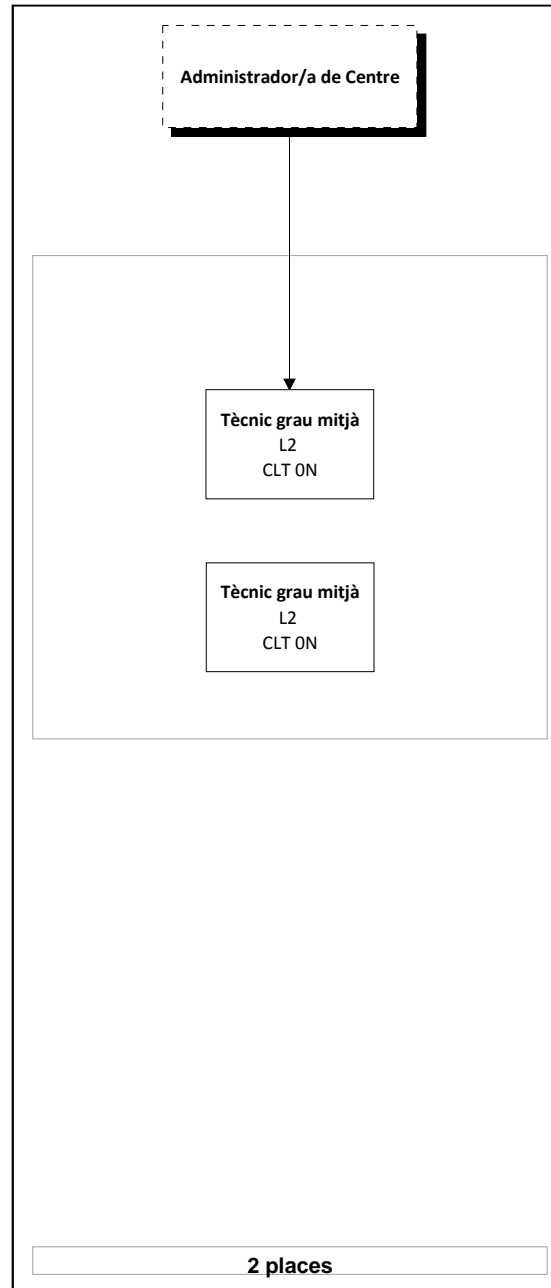 Administrador/a de Centre
Tècnic grau mitjà
L2
CLT 0N
Tècnic grau mitjà
L2
CLT 0N
2 places